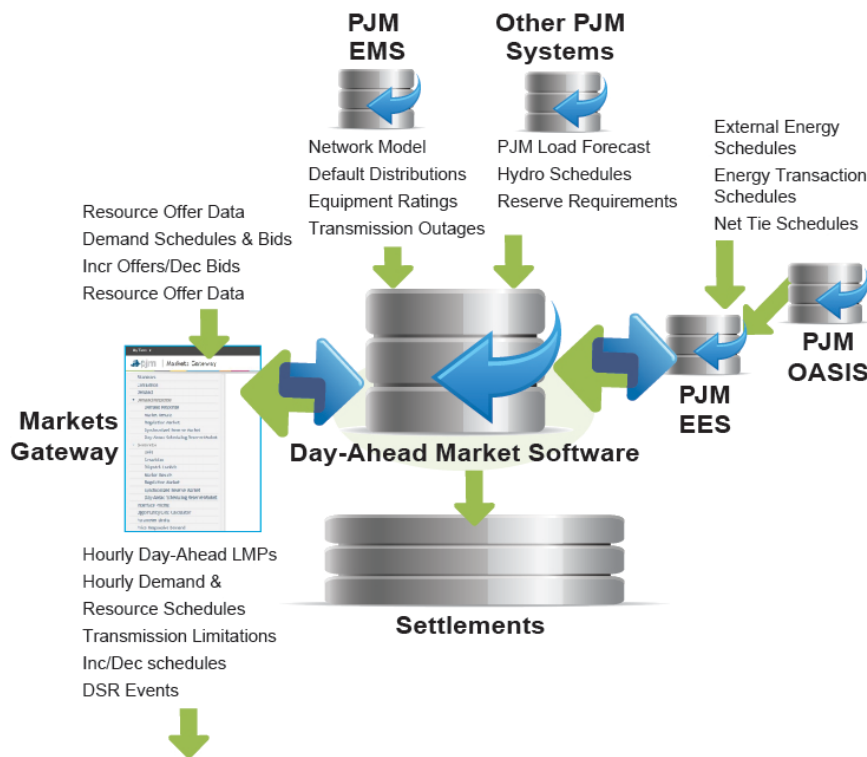 PJM
EMS
Other PJM
Systems
Network Model
Default Distributions
Equipment Ratings
Transmission Outages
PJM Load Forecast
Hydro Schedules
Reserve Requirements
External Energy
Schedules
Energy Transaction
Schedules
Net Tie Schedules
Resource Offer Data
Demand Schedules & Bids
Incr Offers/Dec Bids
Resource Offer Data
pjm Markets Gateway
Markets
Gateway
Day-Ahead Market Software
PJM
EES
PJM
OASIS
Settlements
Hourly Day-Ahead LMPs
Hourly Demand &
Resource Schedules
Transmission Limitations
Inc/Dec schedules
DSR Events